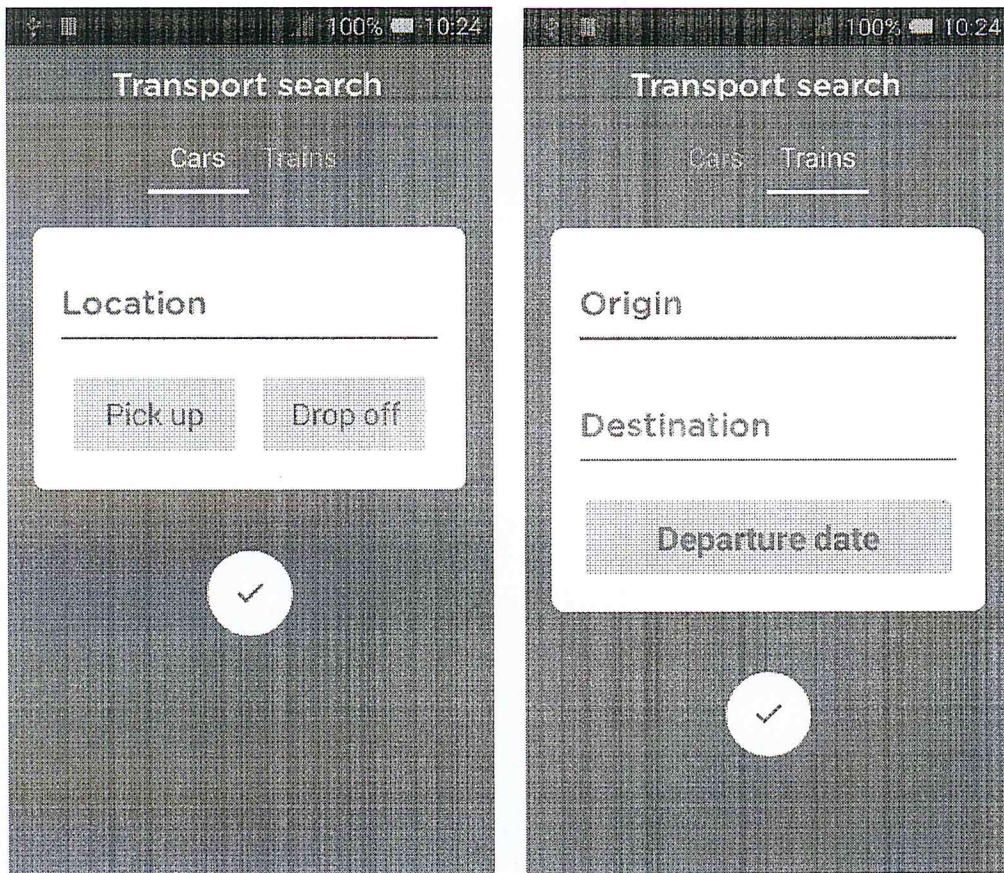 100% 10:24
Transport search
Cars Trains
Location
Pick up Drop off
100% 10:24
Transport search
Cars Trains
Origin
Destination
Departure date